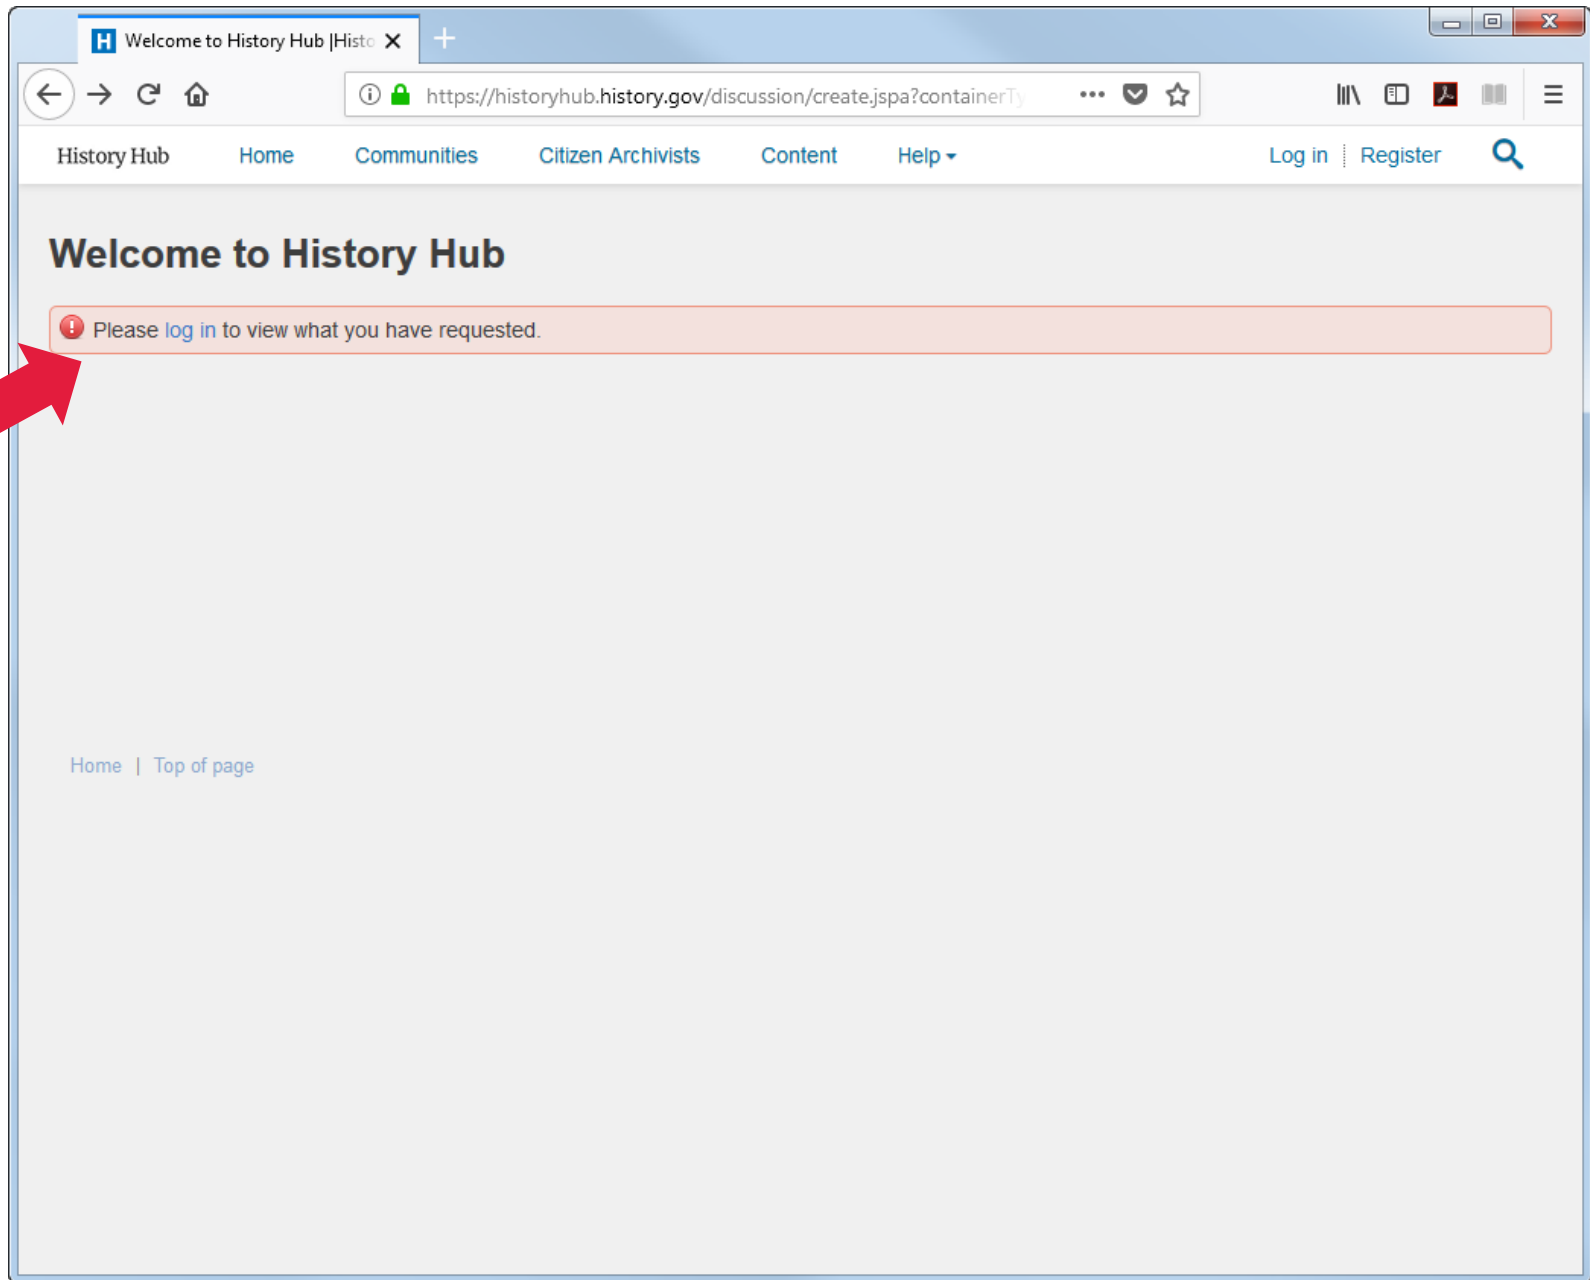 H Welcome to History Hub |Histo
https://historyhub.history.gov/discussion/create.jspa?containerTy
History Hub Home Communities Citizen Archivists Content Help Log in Register
Welcome to History Hub
Please log in to view what you have requested.
Home | Top of page